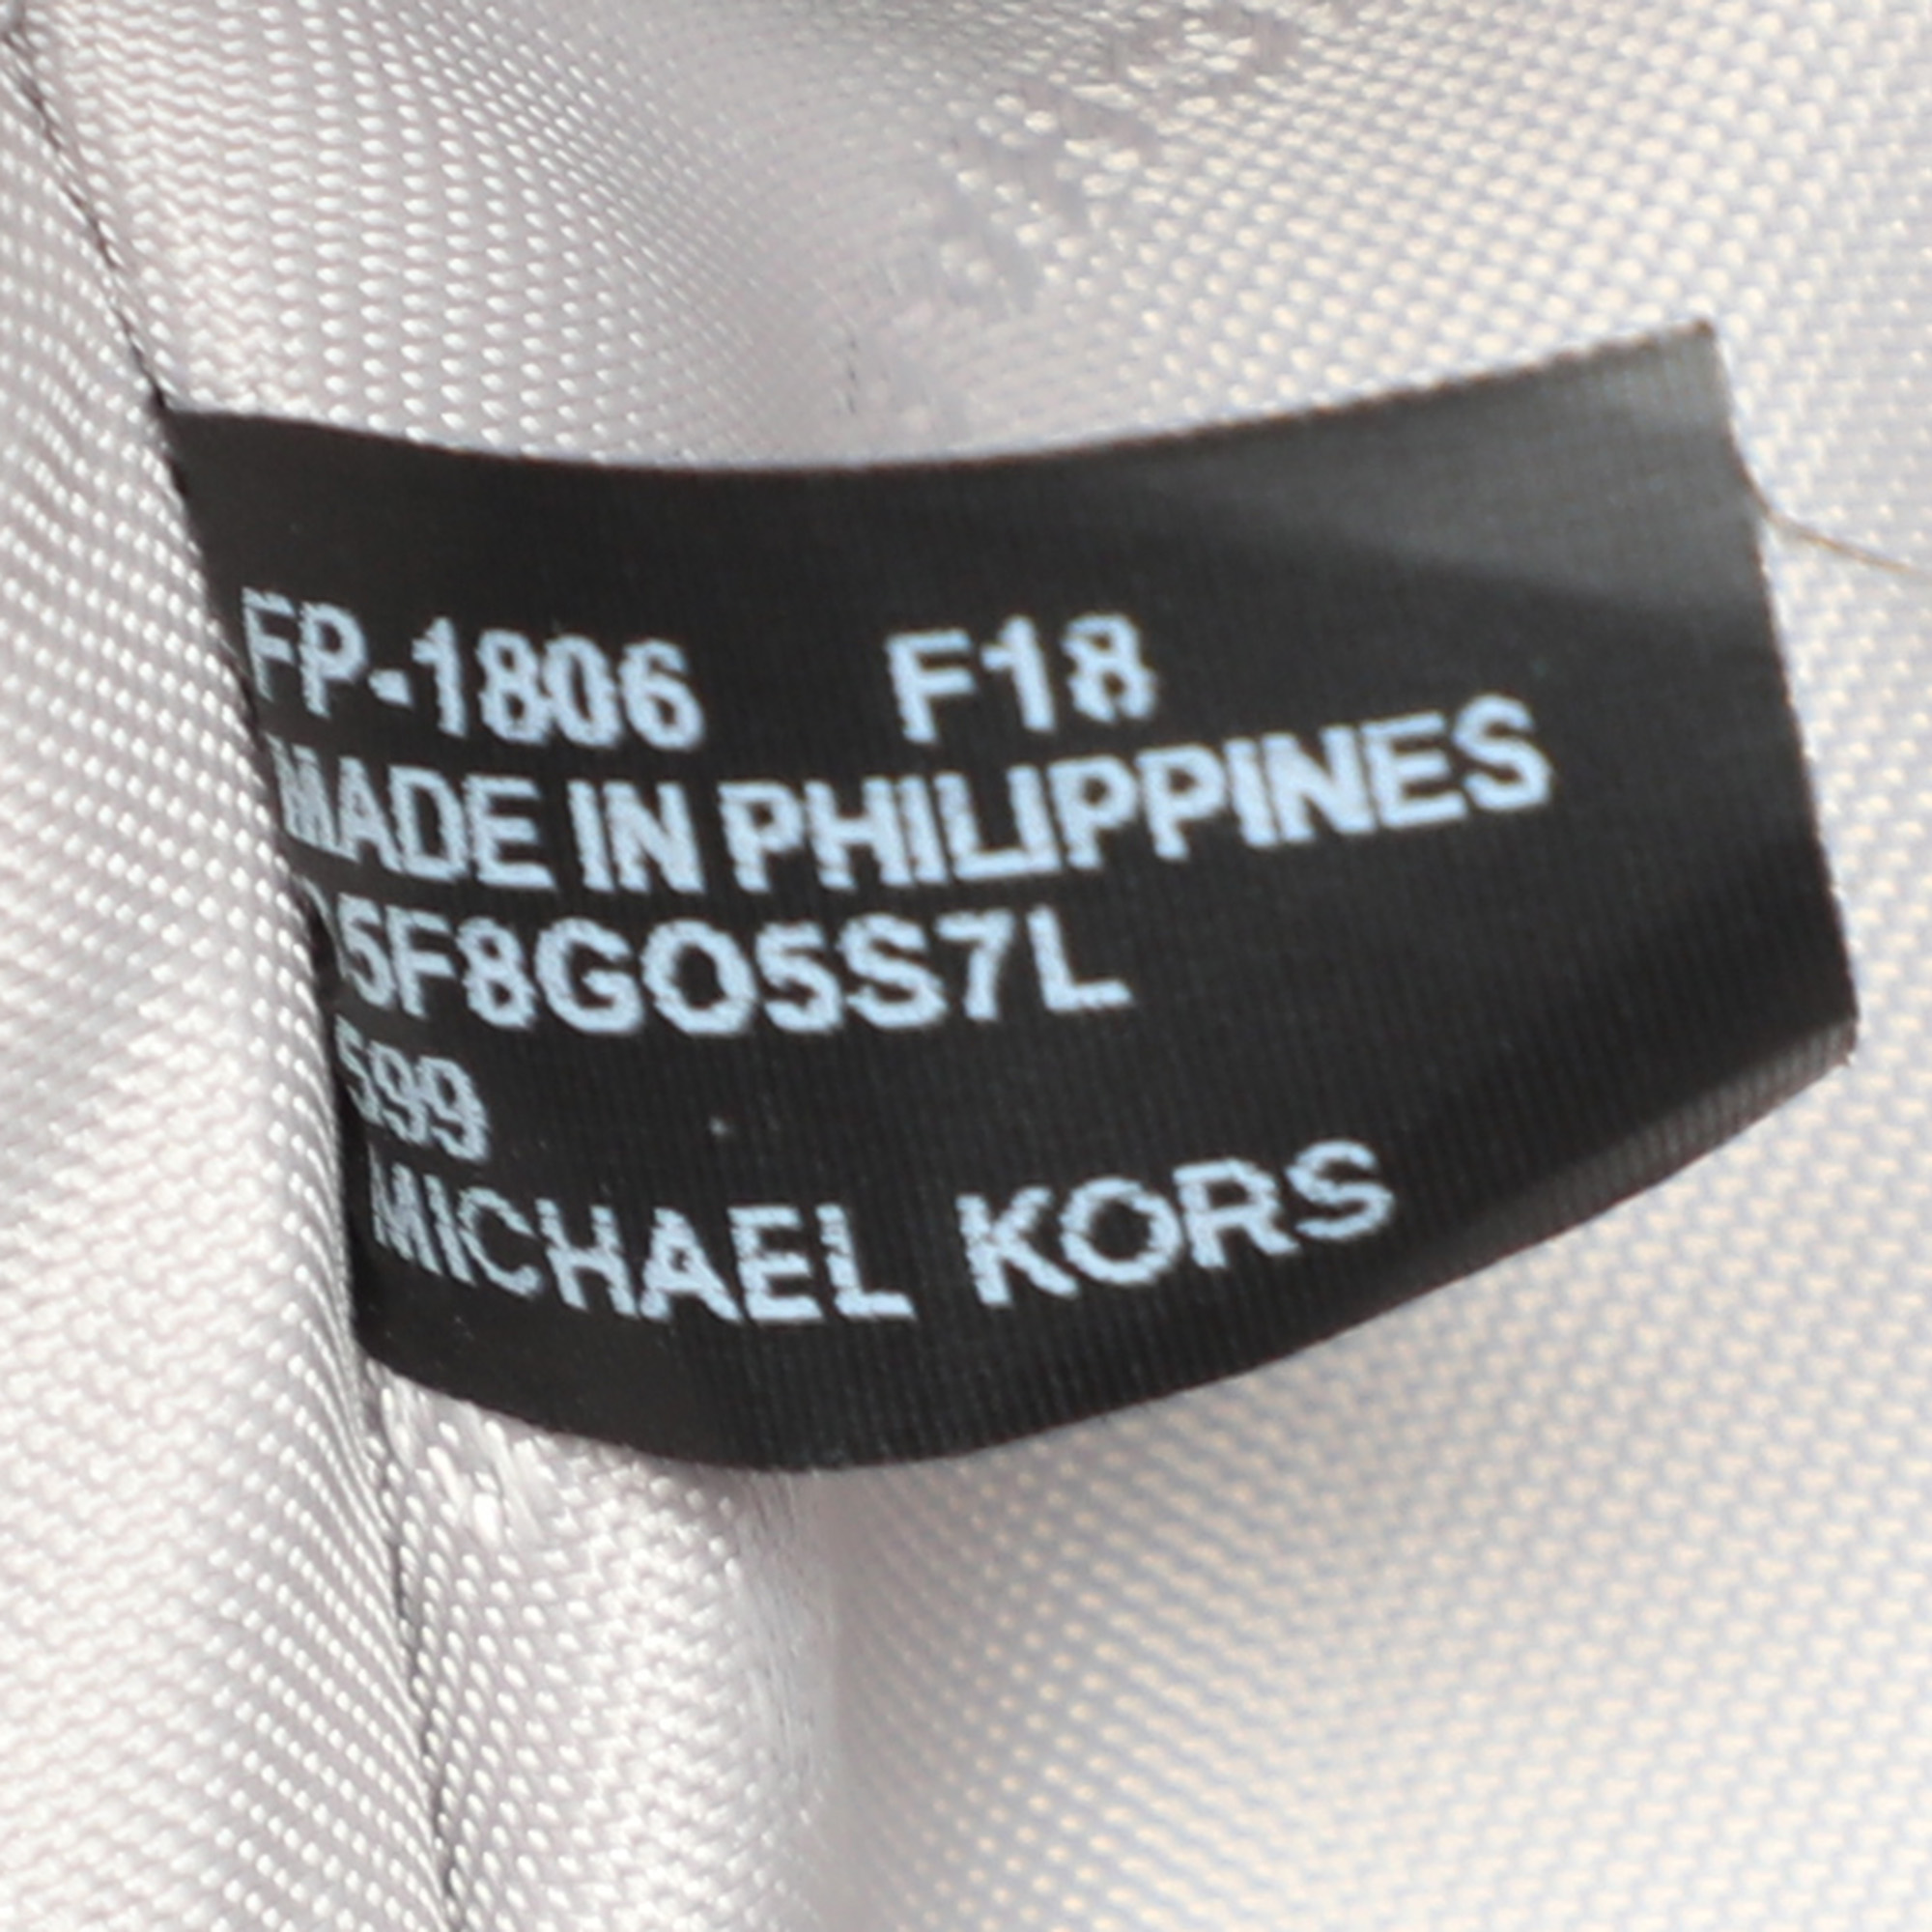 FP-1806 F18
MADE IN PHILIPPINES
35F8GO5S7L
599
MICHAEL KORS